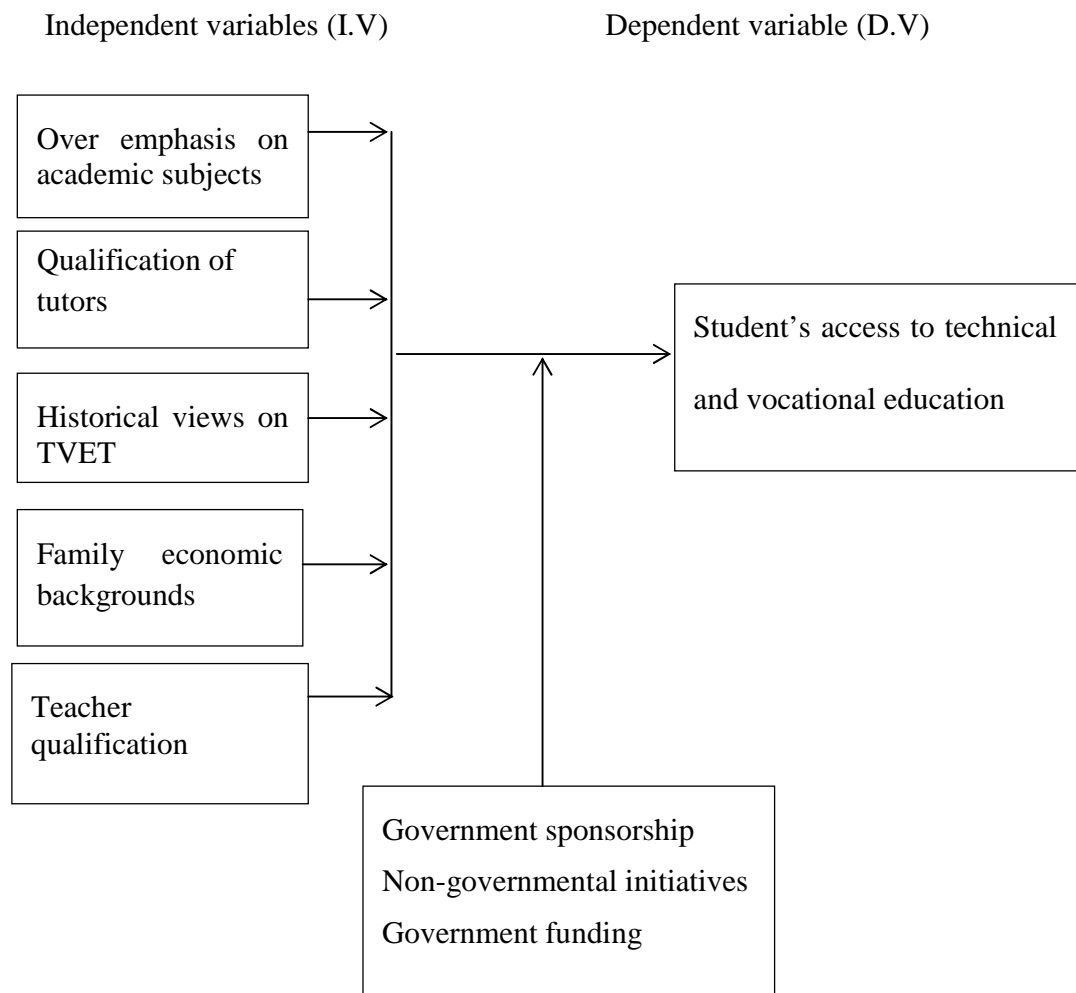 Independent variables (I.V)
Dependent variable (D.V)
Over emphasis on
academic subjects
Qualification of
tutors
Historical views on
TVET
Family economic
backgrounds
Teacher
qualification
Student’s access to technical
and vocational education
Government sponsorship
Non-governmental initiatives
Government funding